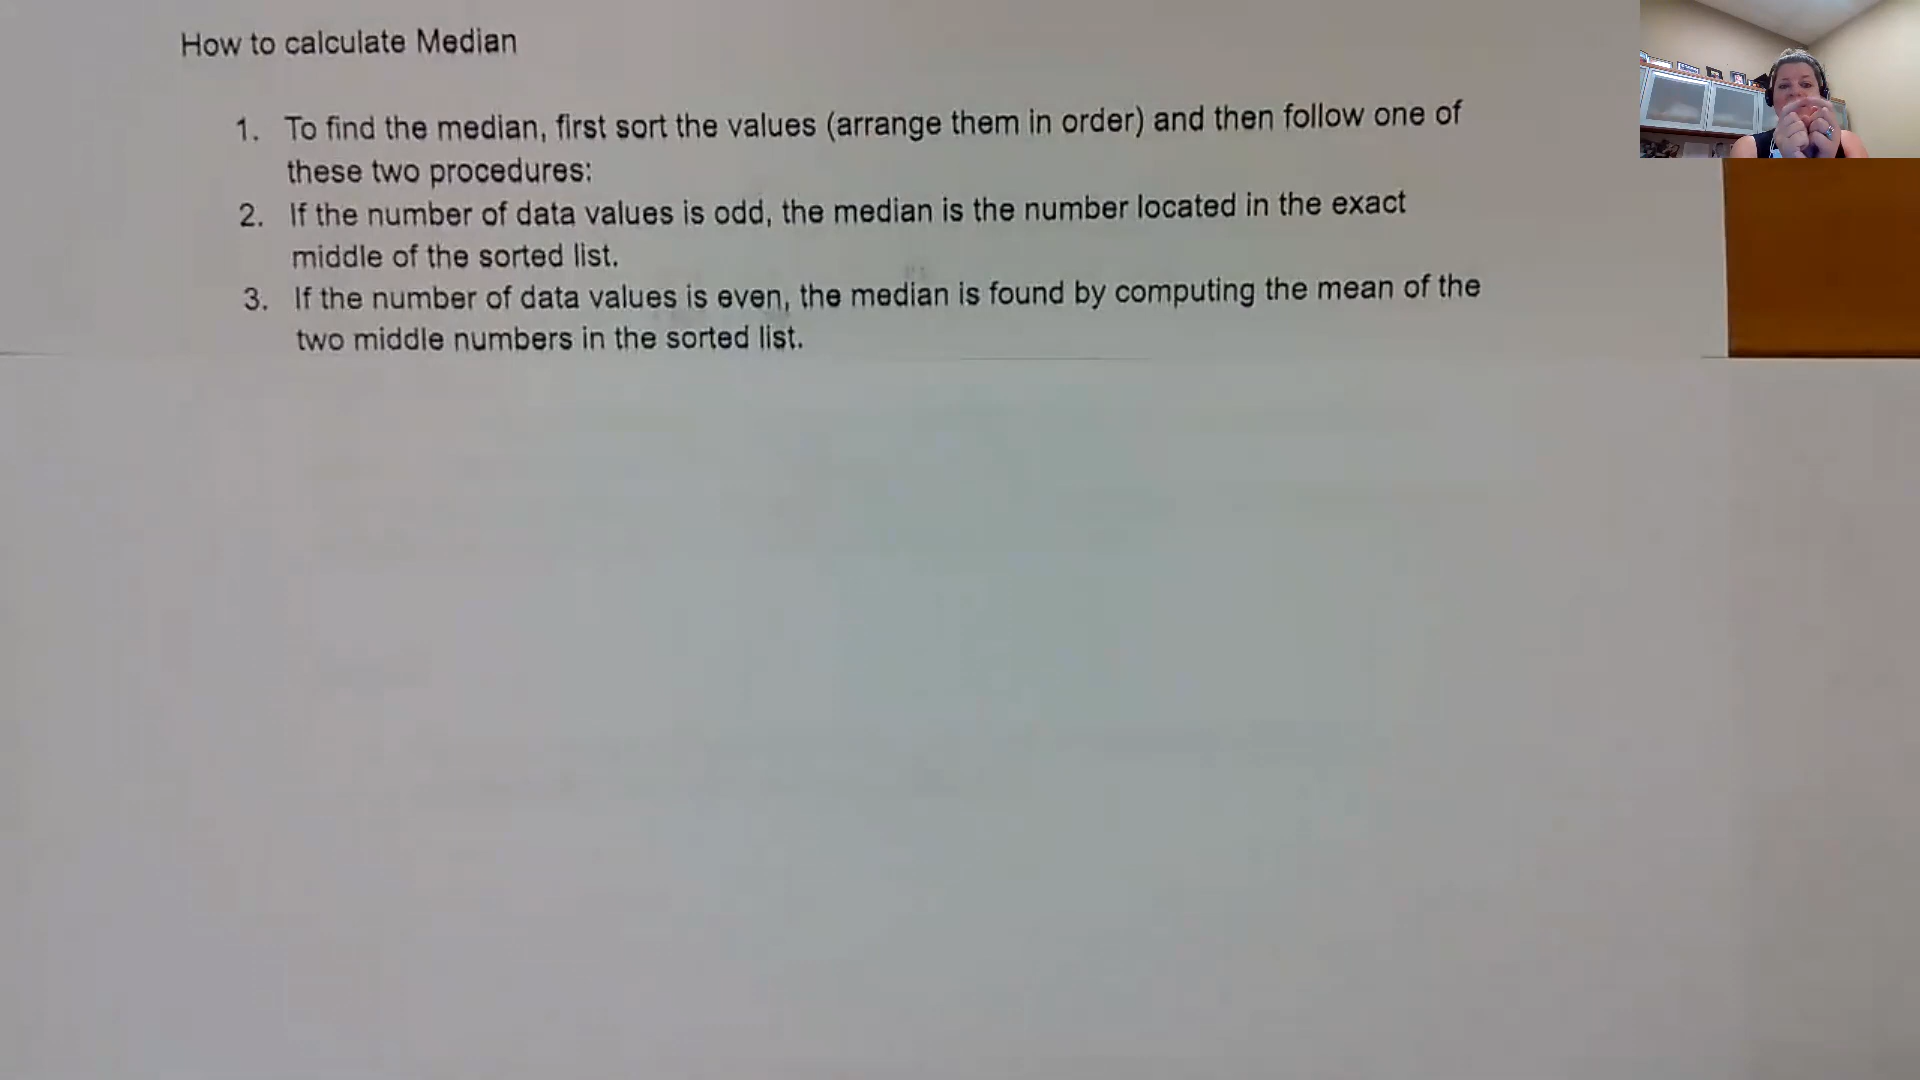 How to calculate Median
1. To find the median, first sort the values (arrange them in order) and then follow one of
these two procedures:
2. If the number of data values is odd, the median is the number located in the exact
middle of the sorted list.
3. If the number of data values is even, the median is found by computing the mean of the
two middle numbers in the sorted list.